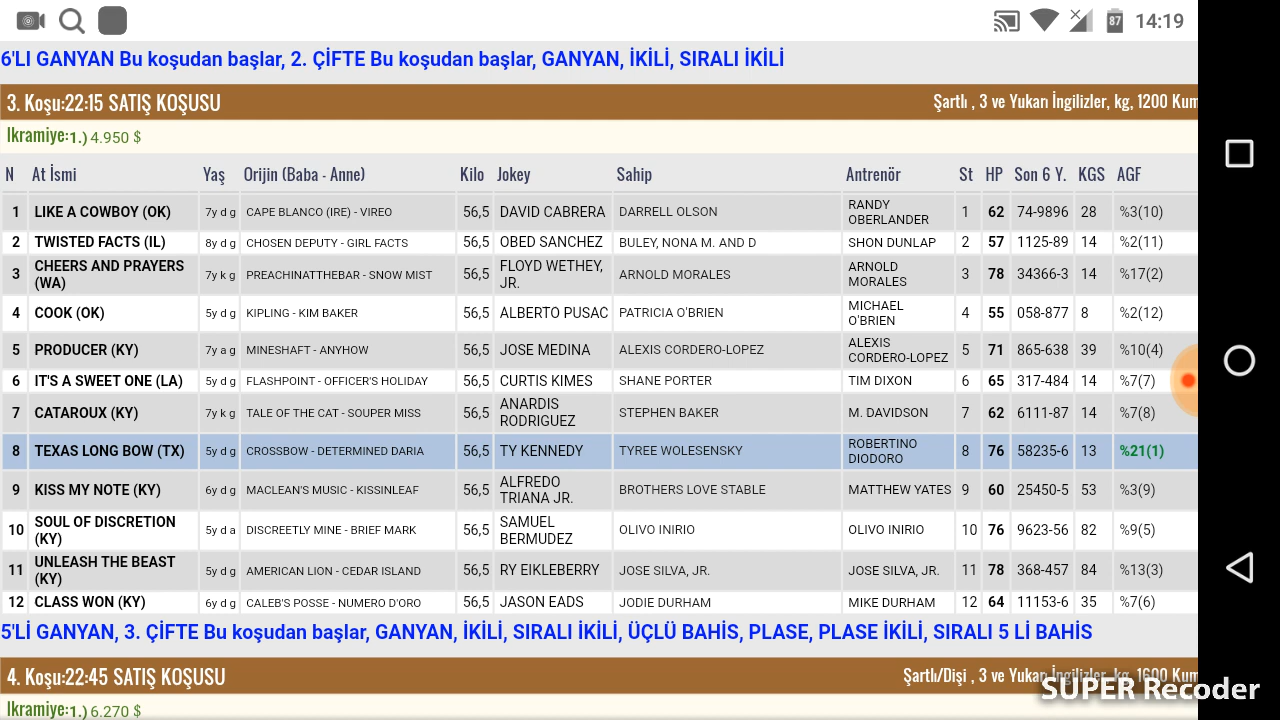 87 14:19
6'LI GANYAN Bu koşudan başlar, 2. ÇİFTE Bu koşudan başlar, GANYAN, İKİLİ, SIRALI İKİLİ
3. Koşu:22:15 SATIŞ KOŞUSU Şartlı , 3 ve Yukarı İngilizler, kg, 1200 Kum
Ikramiye:1.) 4.950 $
N At İsmi Yaş Orijin (Baba - Anne) Kilo Jokey Sahip Antrenör St HP Son 6 Y. KGS AGF
1 LIKE A COWBOY (OK) 7y d g CAPE BLANCO (IRE) - VIREO 56,5 DAVID CABRERA DARRELL OLSON RANDY OBERLANDER 1 62 74-9896 28 %3(10)
2 TWISTED FACTS (IL) 8y d g CHOSEN DEPUTY - GIRL FACTS 56,5 OBED SANCHEZ BULEY, NONA M. AND D SHON DUNLAP 2 57 1125-89 14 %2(11)
3 CHEERS AND PRAYERS (WA) 7y k g PREACHINATTHEBAR - SNOW MIST 56,5 FLOYD WETHEY, JR. ARNOLD MORALES ARNOLD MORALES 3 78 34366-3 14 %17(2)
4 COOK (OK) 5y d g KIPLING - KIM BAKER 56,5 ALBERTO PUSAC PATRICIA O'BRIEN MICHAEL O'BRIEN 4 55 058-877 8 %2(12)
5 PRODUCER (KY) 7y a g MINESHAFT - ANYHOW 56,5 JOSE MEDINA ALEXIS CORDERO-LOPEZ ALEXIS CORDERO-LOPEZ 5 71 865-638 39 %10(4)
6 IT'S A SWEET ONE (LA) 5y d g FLASHPOINT - OFFICER'S HOLIDAY 56,5 CURTIS KIMES SHANE PORTER TIM DIXON 6 65 317-484 14 %7(7)
7 CATAROUX (KY) 7y k g TALE OF THE CAT - SOUPER MISS 56,5 ANARDIS RODRIGUEZ STEPHEN BAKER M. DAVIDSON 7 62 6111-87 14 %7(8)
8 TEXAS LONG BOW (TX) 5y d g CROSSBOW - DETERMINED DARIA 56,5 TY KENNEDY TYREE WOLESENSKY ROBERTINO DIODORO 8 76 58235-6 13 %21(1)
9 KISS MY NOTE (KY) 6y d g MACLEAN'S MUSIC - KISSINLEAF 56,5 ALFREDO TRIANA JR. BROTHERS LOVE STABLE MATTHEW YATES 9 60 25450-5 53 %3(9)
10 SOUL OF DISCRETION (KY) 5y d a DISCREETLY MINE - BRIEF MARK 56,5 SAMUEL BERMUDEZ OLIVO INIRIO OLIVO INIRIO 10 76 9623-56 82 %9(5)
11 UNLEASH THE BEAST (KY) 5y d g AMERICAN LION - CEDAR ISLAND 56,5 RY EIKLEBERRY JOSE SILVA, JR. JOSE SILVA, JR. 11 78 368-457 84 %13(3)
12 CLASS WON (KY) 6y d g CALEB'S POSSE - NUMERO D'ORO 56,5 JASON EADS JODIE DURHAM MIKE DURHAM 12 64 11153-6 35 %7(6)
5'Lİ GANYAN, 3. ÇİFTE Bu koşudan başlar, GANYAN, İKİLİ, SIRALI İKİLİ, ÜÇLÜ BAHİS, PLASE, PLASE İKİLİ, SIRALI 5 Lİ BAHİS
4. Koşu:22:45 SATIŞ KOŞUSU Şartlı/Dişi , 3 ve Yukarı İngilizler, kg, 1600 Kum
SUPER Recoder
Ikramiye:1.) 6.270 $